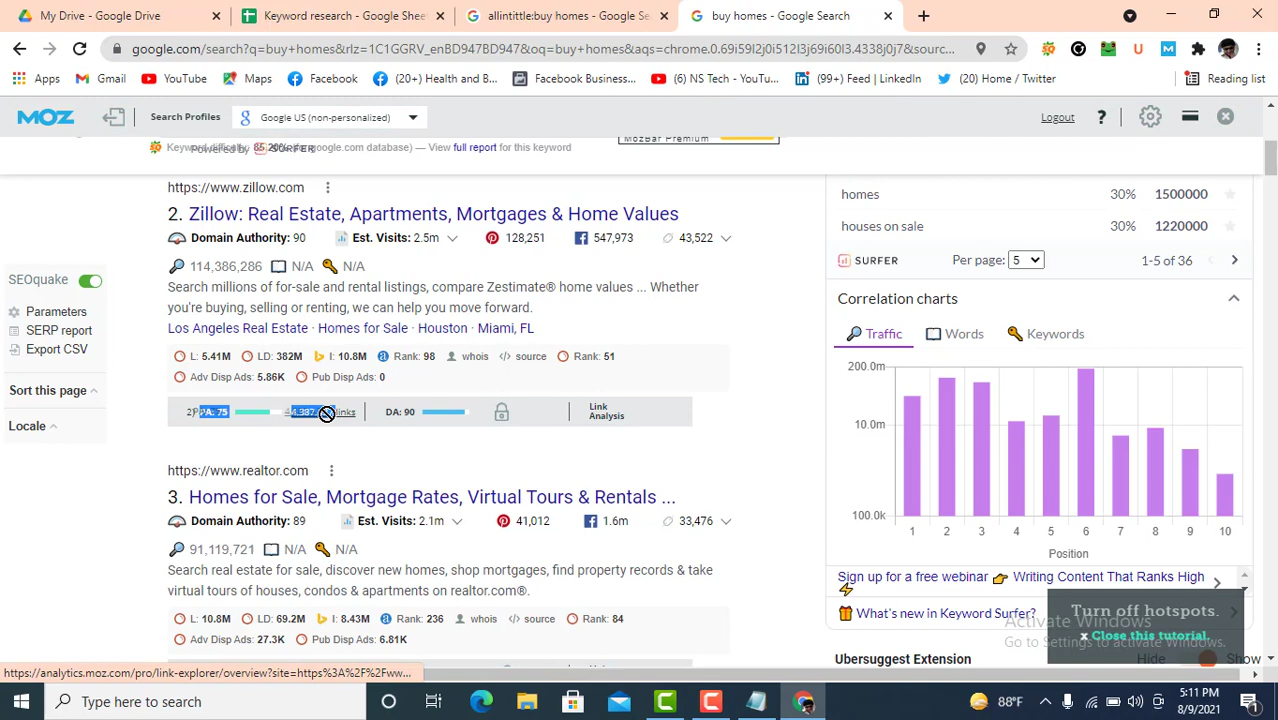 My Drive - Google Drive
Keyword research - Google Shee
allinttittle:buy homes - Google Se
buy homes - Google Search
google.com/search?q=buy+homes&rlz=1C1GGRV_enBD947BD947&oq=buy+homes&aqs=chrome.0.69i59l2j0i512l3j69i60l3.4338j0j7&sourc...
Apps
Gmail
YouTube
Maps
Facebook
(20+) Health and B...
Facebook Business...
(6) NS Tech - YouTu...
(99+) Feed | LinkedIn
(20) Home / Twitter
Reading list
MOZ
Search Profiles
Google US (non-personalized)
Logout
?
MozBar Premium
Powered by SURFER
Keyword difficulty: 85.20% google.com database) — View full report for this keyword
https://www.zillow.com
2. Zillow: Real Estate, Apartments, Mortgages & Home Values
Domain Authority: 90 Est. Visits: 2.5m 128,251 547,973 43,522
114,386,286 N/A N/A
Search millions of for-sale and rental listings, compare Zestimate® home values ... Whether
you're buying, selling or renting, we can help you move forward.
Los Angeles Real Estate · Homes for Sale · Houston · Miami, FL
L: 5.41M LD: 382M I: 10.8M Rank: 98 whois source Rank: 51
Adv Disp Ads: 5.86K Pub Disp Ads: 0
PA: 75 links DA: 90 Link
Analysis
https://www.realtor.com
3. Homes for Sale, Mortgage Rates, Virtual Tours & Rentals ...
Domain Authority: 89 Est. Visits: 2.1m 41,012 1.6m 33,476
91,119,721 N/A N/A
Search real estate for sale, discover new homes, shop mortgages, find property records & take
virtual tours of houses, condos & apartments on realtor.com®.
L: 10.8M LD: 69.2M I: 8.43M Rank: 236 whois source Rank: 84
Adv Disp Ads: 27.3K Pub Disp Ads: 6.81K
SEOquake
Parameters
SERP report
Export CSV
Sort this page
Locale
homes 30% 1500000
houses on sale 30% 1220000
SURFER Per page: 5 1-5 of 36
Correlation charts
Traffic
Words
Keywords
200.0m
10.0m
100.0k
1 2 3 4 5 6 7 8 9 10
Position
Sign up for a free webinar 👉 Writing Content That Ranks High
What's new in Keyword Surfer?
Turn off hotspots.
x Close this tutorial.
Activate Windows
Go to Settings to activate Windows.
Ubersuggest Extension
Hide
Show
https://analytics.moz.com/pro/link-explorer/overview?site=https%3A%2F%2Fww...
Type here to search
88°F
5:11 PM
8/9/2021
1